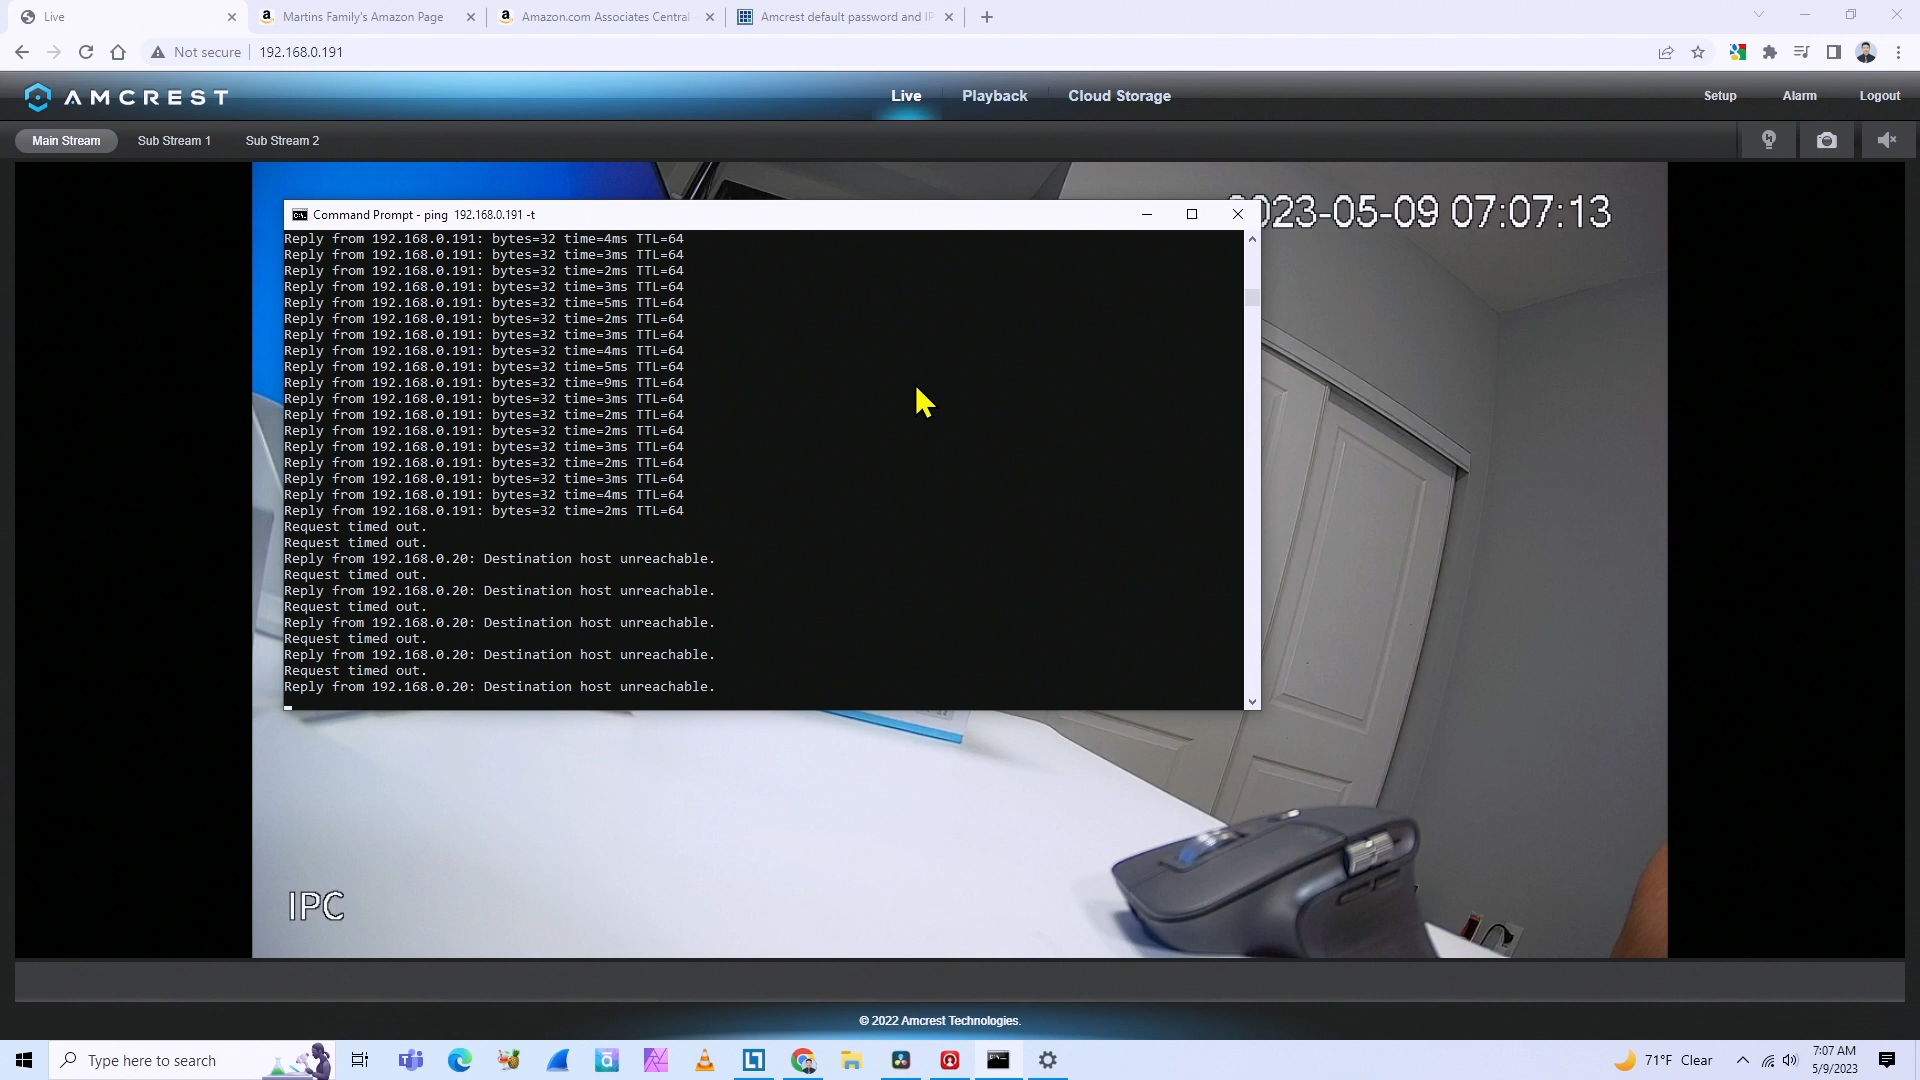 Live
Martins Family's Amazon Page
Amazon.com Associates Central
Amcrest default password and IP
Not secure
192.168.0.191
AMCREST
Live
Playback
Cloud Storage
Setup
Alarm
Logout
Main Stream
Sub Stream 1
Sub Stream 2
023-05-09 07:07:13
Command Prompt - ping 192.168.0.191 -t
Reply from 192.168.0.191: bytes=32 time=4ms TTL=64
Reply from 192.168.0.191: bytes=32 time=3ms TTL=64
Reply from 192.168.0.191: bytes=32 time=2ms TTL=64
Reply from 192.168.0.191: bytes=32 time=3ms TTL=64
Reply from 192.168.0.191: bytes=32 time=5ms TTL=64
Reply from 192.168.0.191: bytes=32 time=2ms TTL=64
Reply from 192.168.0.191: bytes=32 time=3ms TTL=64
Reply from 192.168.0.191: bytes=32 time=4ms TTL=64
Reply from 192.168.0.191: bytes=32 time=5ms TTL=64
Reply from 192.168.0.191: bytes=32 time=9ms TTL=64
Reply from 192.168.0.191: bytes=32 time=3ms TTL=64
Reply from 192.168.0.191: bytes=32 time=2ms TTL=64
Reply from 192.168.0.191: bytes=32 time=2ms TTL=64
Reply from 192.168.0.191: bytes=32 time=3ms TTL=64
Reply from 192.168.0.191: bytes=32 time=2ms TTL=64
Reply from 192.168.0.191: bytes=32 time=3ms TTL=64
Reply from 192.168.0.191: bytes=32 time=4ms TTL=64
Reply from 192.168.0.191: bytes=32 time=2ms TTL=64
Request timed out.
Request timed out.
Reply from 192.168.0.20: Destination host unreachable.
Request timed out.
Reply from 192.168.0.20: Destination host unreachable.
Request timed out.
Reply from 192.168.0.20: Destination host unreachable.
Request timed out.
Reply from 192.168.0.20: Destination host unreachable.
Request timed out.
Reply from 192.168.0.20: Destination host unreachable.
IPC
© 2022 Amcrest Technologies.
Type here to search
71°F Clear
7:07 AM
5/9/2023